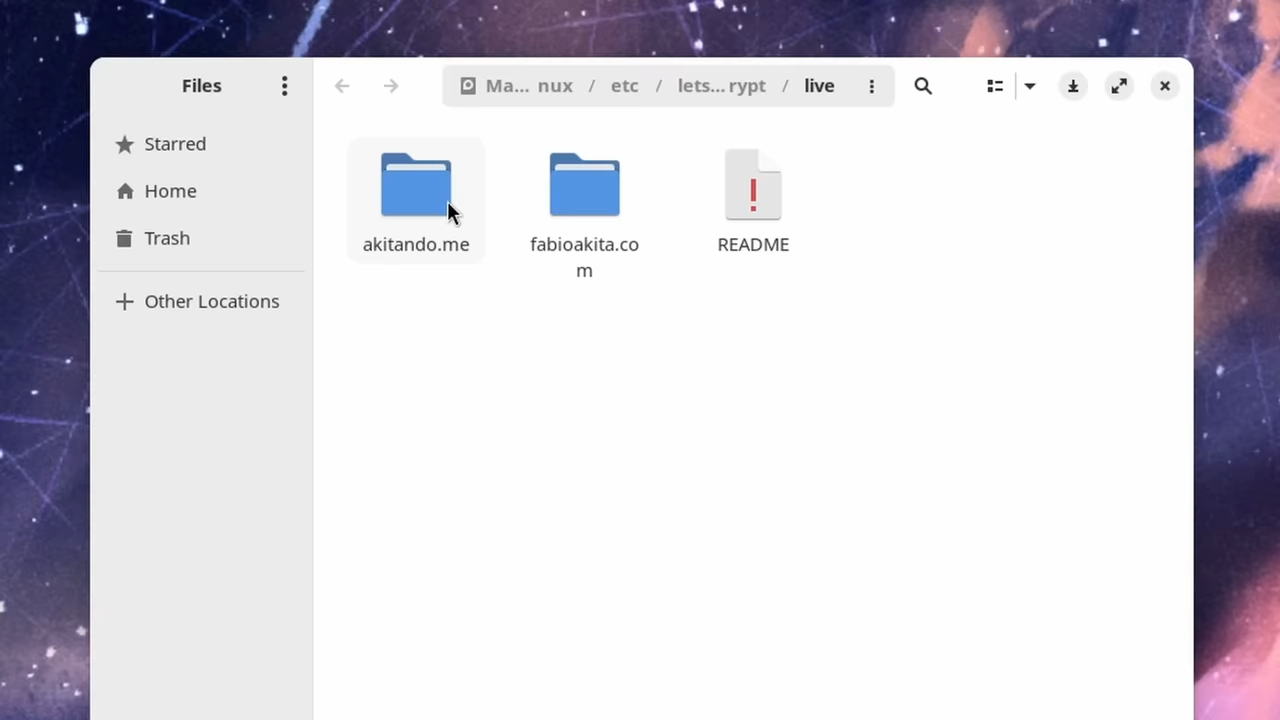 Files
Ma... nux / etc / lets...rypt / live
Starred
Home
Trash
Other Locations
akitando.me
fabioakita.co
m
README